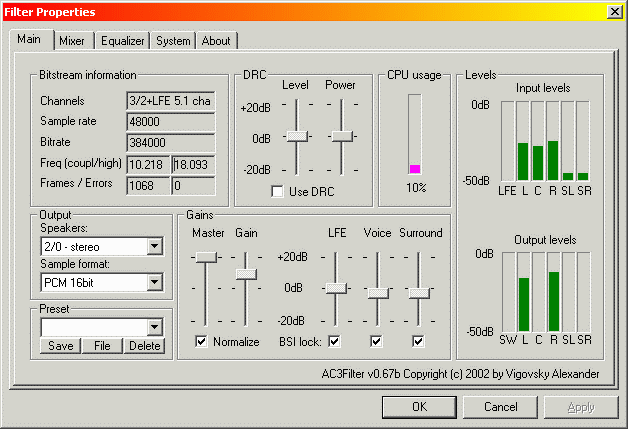 Filter Properties
Main Mixer Equalizer System About
Bitstream information
Channels 3/2+LFE 5.1 cha
Sample rate 48000
Bitrate 384000
Freq (coupl/high) 10.218 18.093
Frames / Errors 1068 0
DRC
Level Power
+20dB
0dB
-20dB
Use DRC
CPU usage
10%
Levels
Input levels
0dB
-50dB
LFE L C R SL SR
Output levels
0dB
-50dB
SW L C R SL SR
Output
Speakers:
2/0 - stereo
Sample format:
PCM 16bit
Preset
Save File Delete
Gains
Master Gain LFE Voice Surround
+20dB
0dB
-20dB
Normalize BSI lock:
AC3Filter v0.67b Copyright (c) 2002 by Vigovsky Alexander
OK Cancel Apply